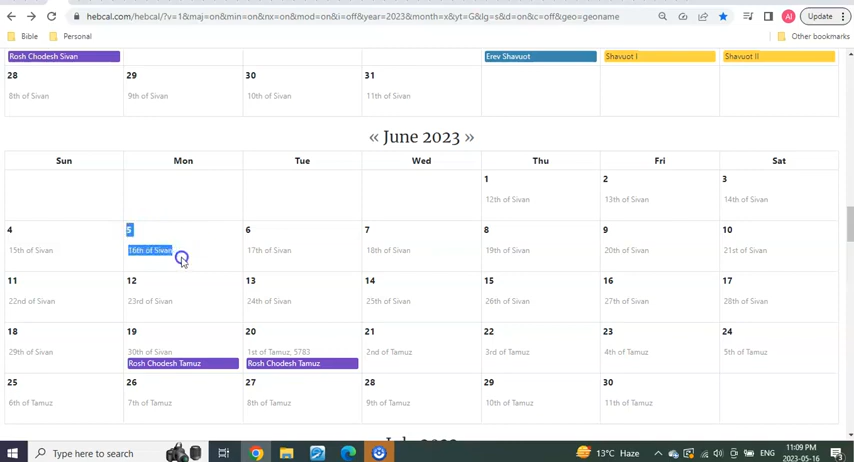 hebcal.com/hebcal/?v=1&maj=on&min=on&nx=on&mod=on&i=off&year=2023&month=x&yt=G&lg=s&d=on&c=off&geo=geoname
Update
Bible Personal Other bookmarks
Rosh Chodesh Sivan Erev Shavuot Shavuot I Shavuot II
28 29 30 31
8th of Sivan 9th of Sivan 10th of Sivan 11th of Sivan
« June 2023 »
Sun Mon Tue Wed Thu Fri Sat
1 2 3
12th of Sivan 13th of Sivan 14th of Sivan
4 5 6 7 8 9 10
15th of Sivan 16th of Sivan 17th of Sivan 18th of Sivan 19th of Sivan 20th of Sivan 21st of Sivan
11 12 13 14 15 16 17
22nd of Sivan 23rd of Sivan 24th of Sivan 25th of Sivan 26th of Sivan 27th of Sivan 28th of Sivan
18 19 20 21 22 23 24
29th of Sivan 30th of Sivan 1st of Tamuz, 5783 2nd of Tamuz 3rd of Tamuz 4th of Tamuz 5th of Tamuz
Rosh Chodesh Tamuz Rosh Chodesh Tamuz
25 26 27 28 29 30
6th of Tamuz 7th of Tamuz 8th of Tamuz 9th of Tamuz 10th of Tamuz 11th of Tamuz
Type here to search 13°C Haze ENG 11:09 PM
2023-05-16